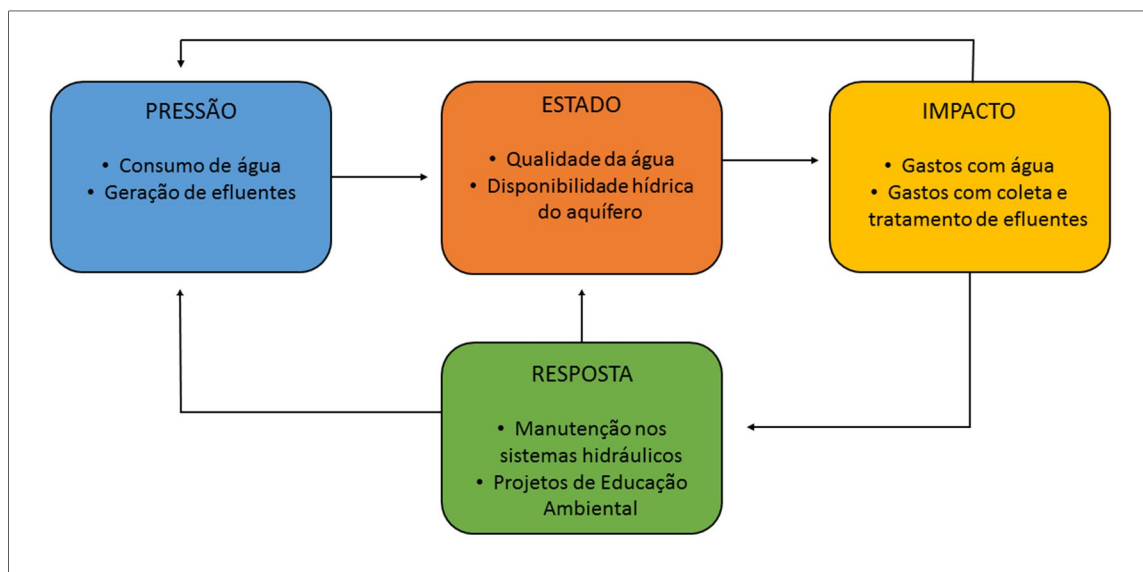 PRESSÃO
• Consumo de água
• Geração de efluentes
ESTADO
• Qualidade da água
• Disponibilidade hídrica
do aquífero
IMPACTO
• Gastos com água
• Gastos com coleta e
tratamento de efluentes
RESPOSTA
• Manutenção nos
sistemas hidráulicos
• Projetos de Educação
Ambiental